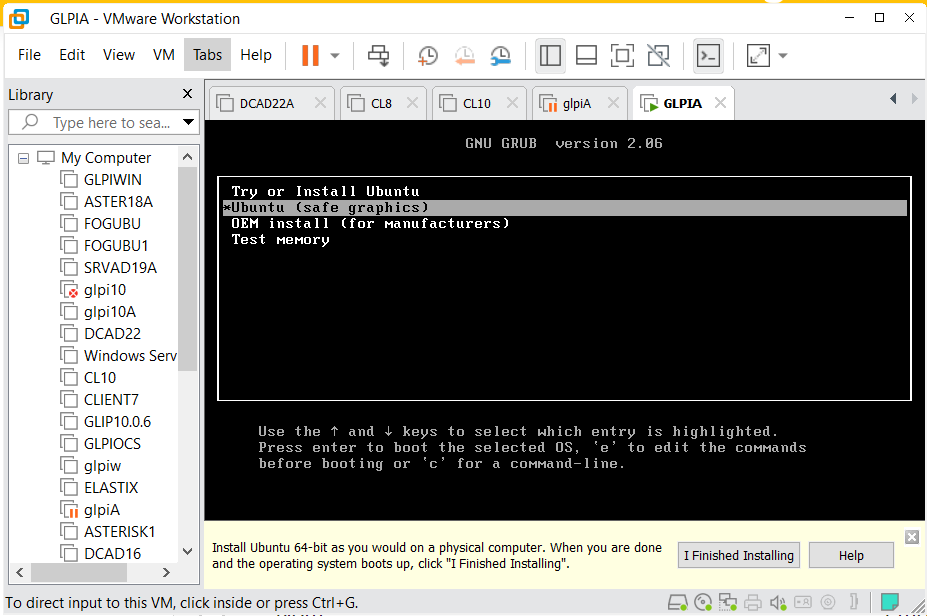 GLPIA - VMware Workstation
File Edit View VM Tabs Help
Library
Type here to sea...
My Computer
GLPIWIN
ASTER18A
FOGUBU
FOGUBU1
SRVAD19A
glpi10
glpi10A
DCAD22
Windows Serv
CL10
CLIENT7
GLIP10.0.6
GLPIOCS
glpiw
ELASTIX
glpiA
ASTERISK1
DCAD16
DCAD22A CL8 CL10 glpiA GLPIA
GNU GRUB version 2.06
Try or Install Ubuntu
*Ubuntu (safe graphics)
OEM install (for manufacturers)
Test memory
Use the ↑ and ↓ keys to select which entry is highlighted.
Press enter to boot the selected OS, `e' to edit the commands
before booting or `c' for a command-line.
Install Ubuntu 64-bit as you would on a physical computer. When you are done
and the operating system boots up, click "I Finished Installing".
I Finished Installing Help
To direct input to this VM, click inside or press Ctrl+G.